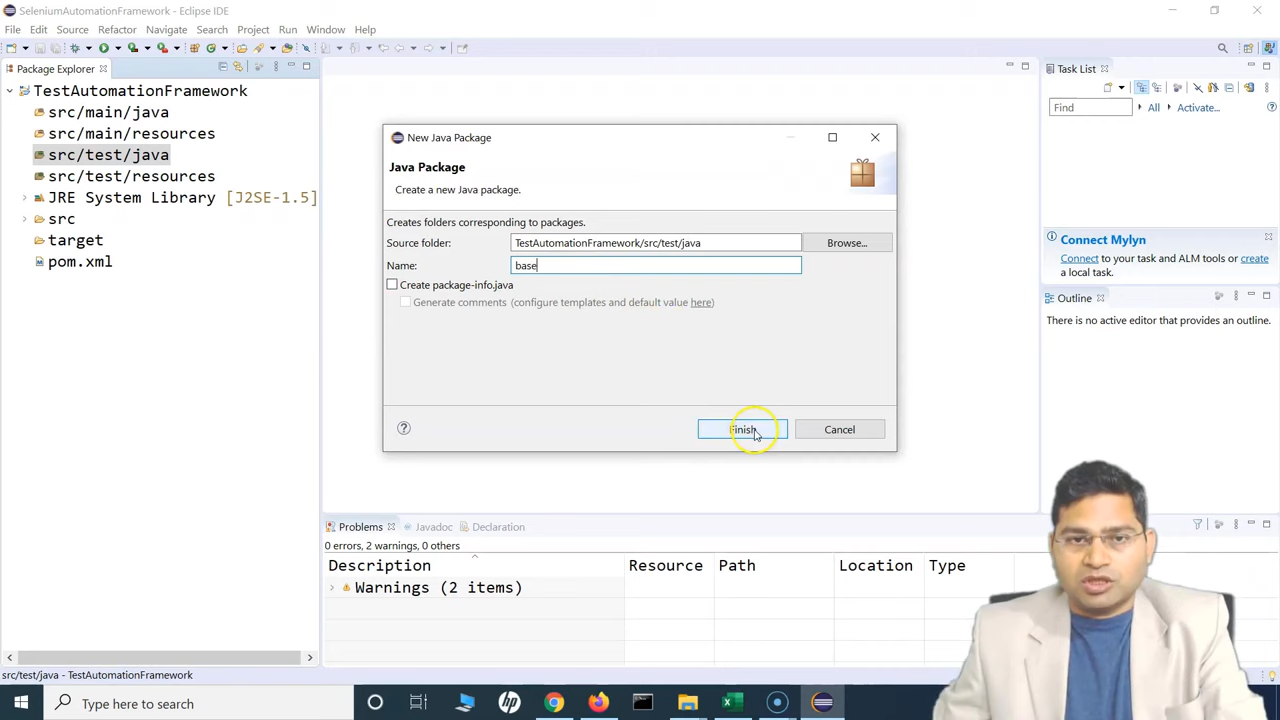 SeleniumAutomationFramework - Eclipse IDE
File Edit Source Refactor Navigate Search Project Run Window Help
Package Explorer
TestAutomationFramework
src/main/java
src/main/resources
src/test/java
src/test/resources
JRE System Library [J2SE-1.5]
src
target
pom.xml
New Java Package
Java Package
Create a new Java package.
Creates folders corresponding to packages.
Source folder: TestAutomationFramework/src/test/java Browse...
Name: base
Create package-info.java
Generate comments (configure templates and default value here)
? Finish Cancel
Task List
Find All Activate...
Connect Mylyn
Connect to your task and ALM tools or create
a local task.
Outline
There is no active editor that provides an outline.
Problems Javadoc Declaration
0 errors, 2 warnings, 0 others
Description Resource Path Location Type
Warnings (2 items)
src/test/java - TestAutomationFramework
Type here to search
hp